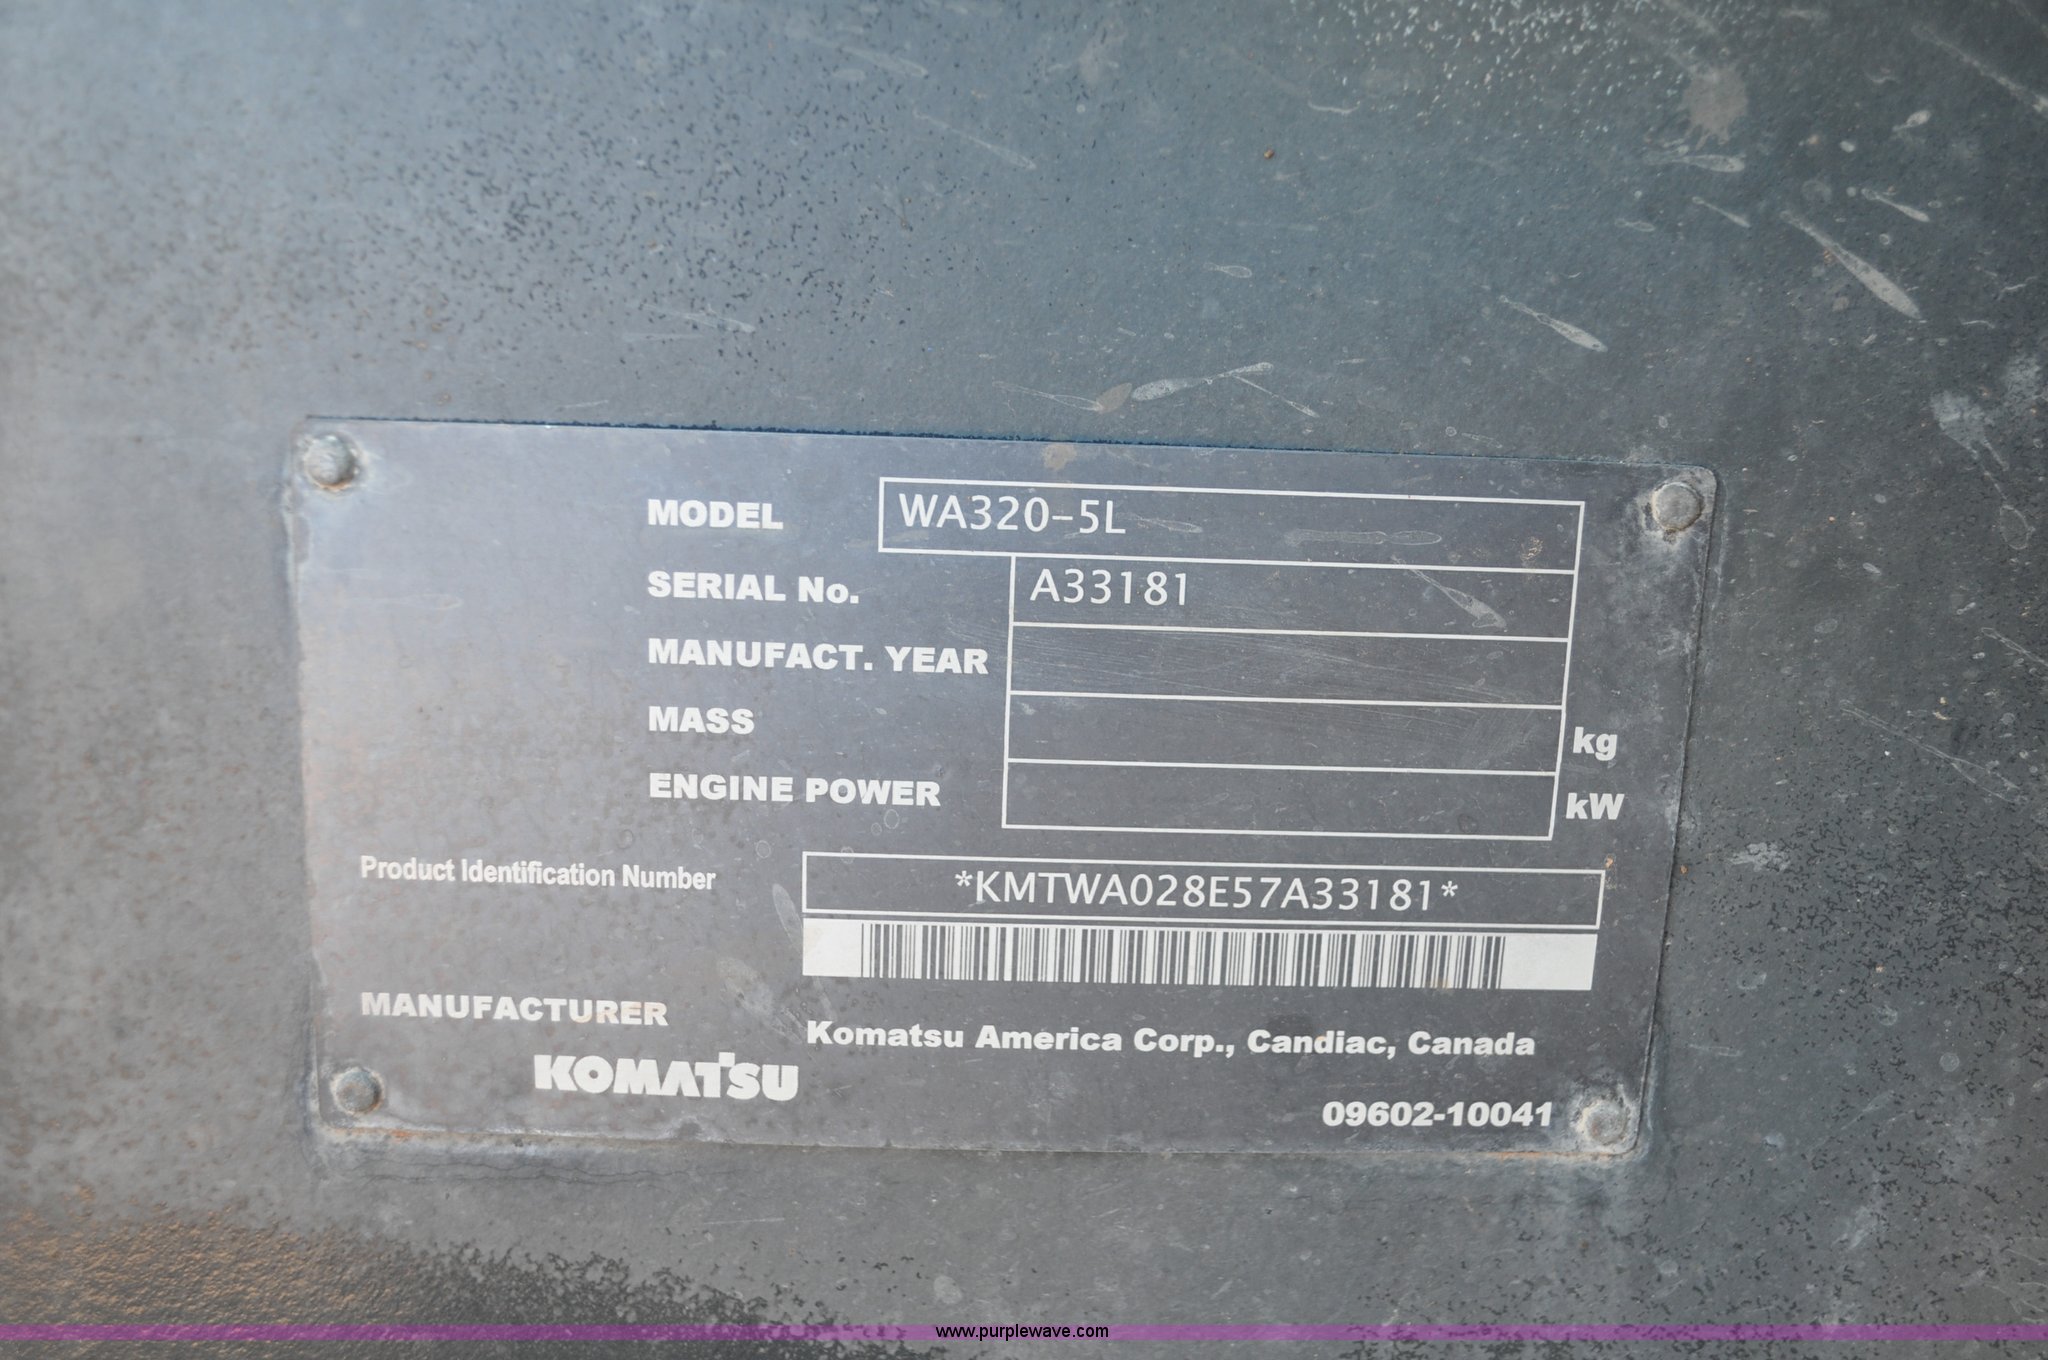 MODEL WA320-5L
SERIAL No. A33181
MANUFACT. YEAR
MASS kg
ENGINE POWER kW
Product Identification Number *KMTWA028E57A33181*
MANUFACTURER Komatsu America Corp., Candiac, Canada
KOMATSU
09602-10041
www.purplewave.com